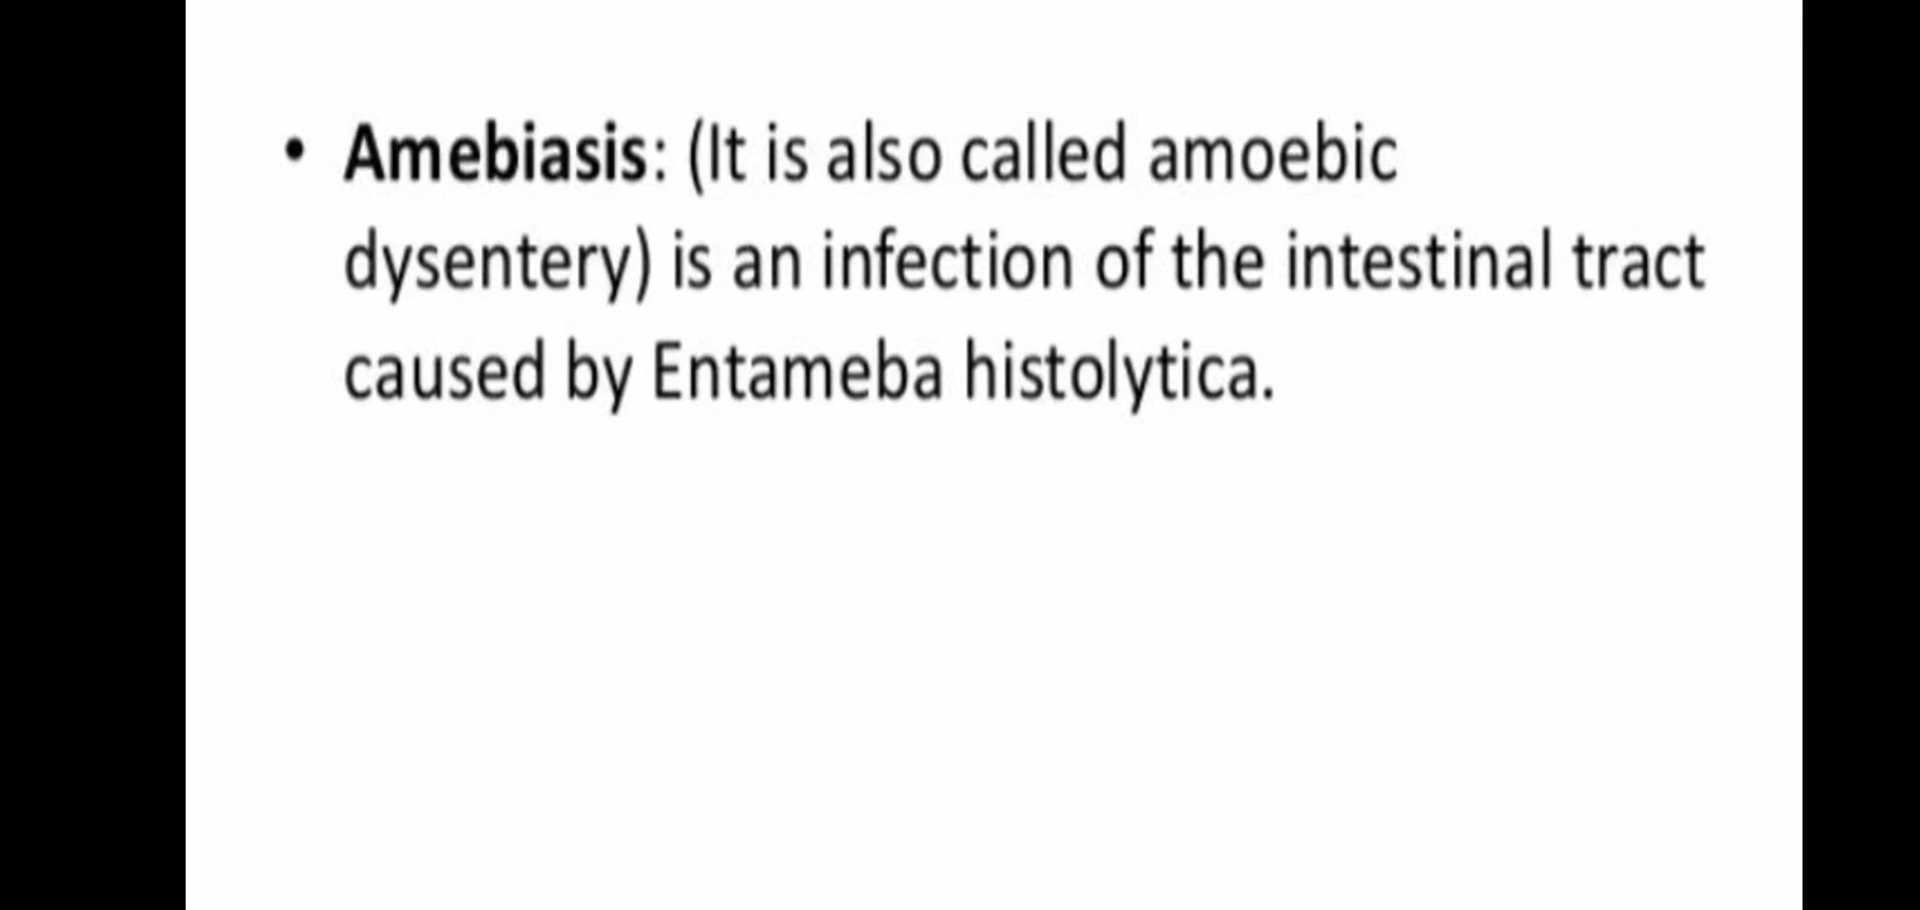 • Amebiasis: (It is also called amoebic
dysentery) is an infection of the intestinal tract
caused by Entameba histolytica.